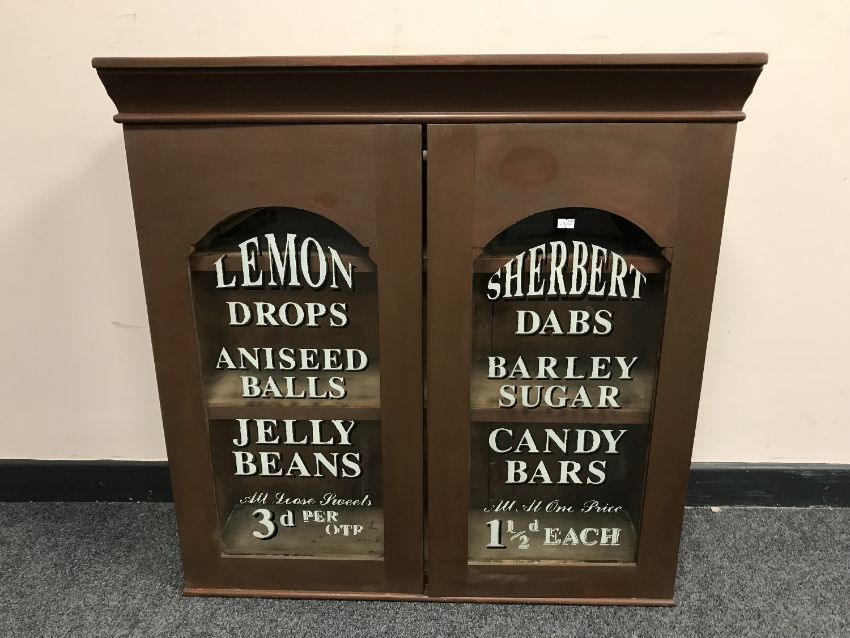 LEMON
DROPS
ANISEED
BALLS
JELLY
BEANS
All Loose Sweets
3d PER
QTR
SHERBERT
DABS
BARLEY
SUGAR
CANDY
BARS
All At One Price
1½d EACH